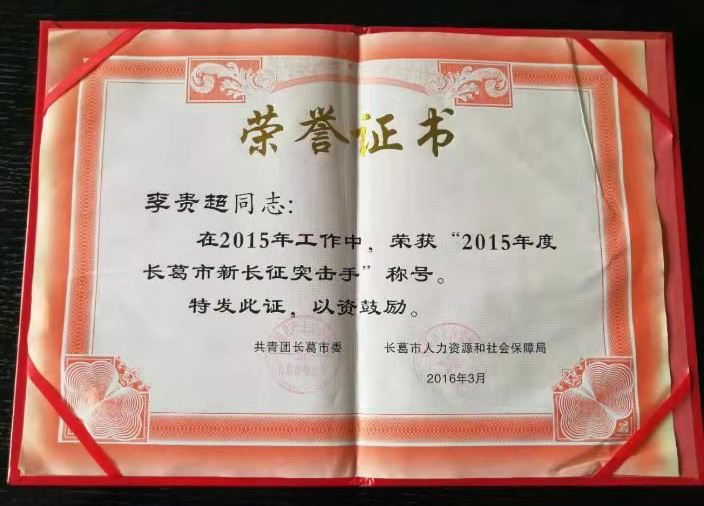 荣誉证书
李贵超同志：
在2015年工作中，荣获“2015年度
长葛市新长征突击手”称号。
特发此证，以资鼓励。
共青团长葛市委 长葛市人力资源和社会保障局
2016年3月